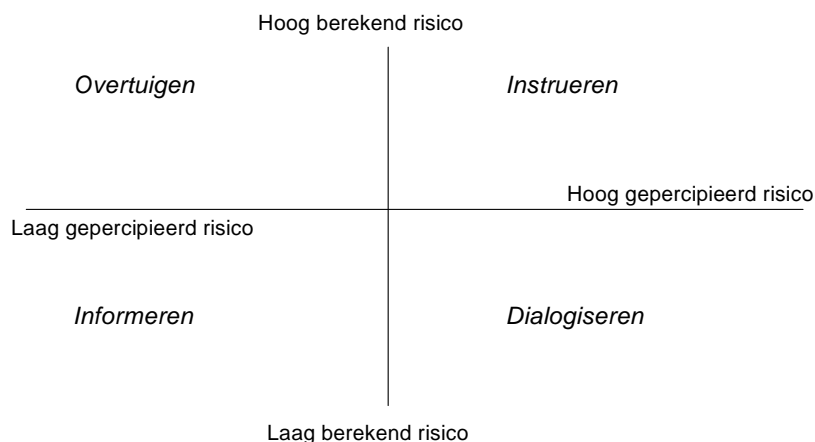 Hoog berekend risico
Overtuigen
Instrueren
Hoog gepercipieerd risico
Laag gepercipieerd risico
Informeren
Dialogiseren
Laag berekend risico